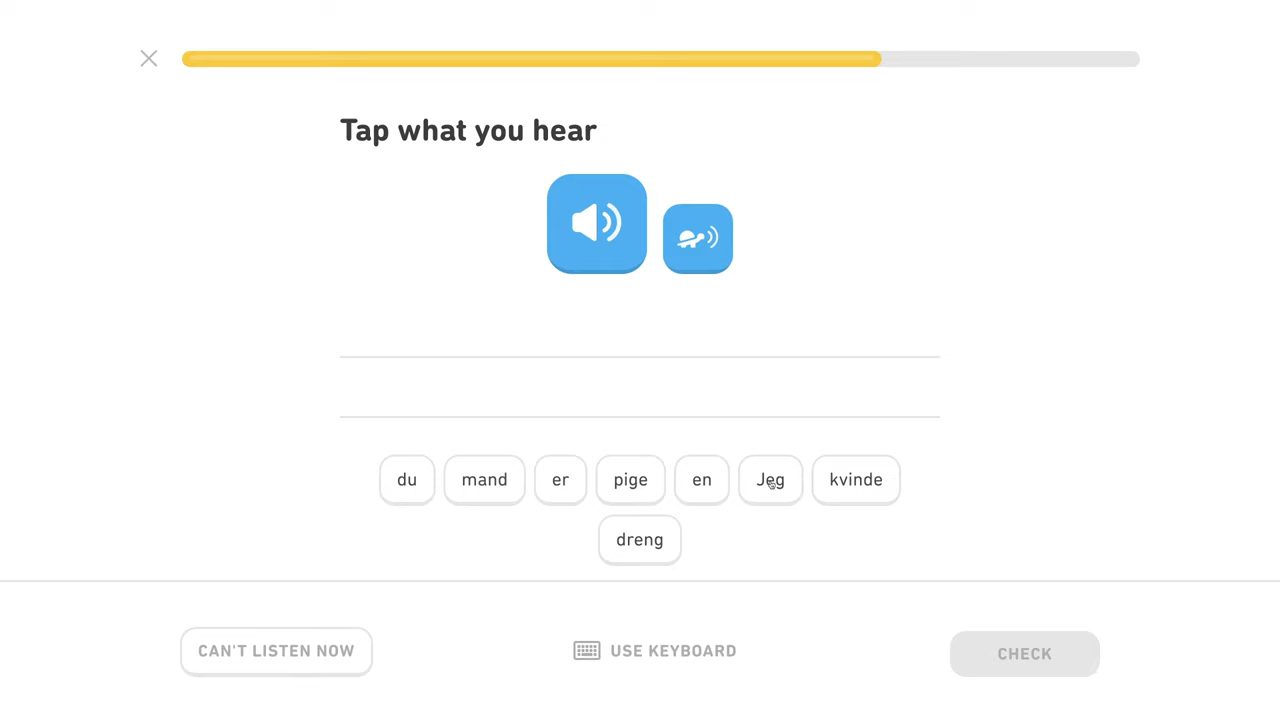 Tap what you hear
du mand er pige en Jeg kvinde
dreng
CAN'T LISTEN NOW USE KEYBOARD CHECK